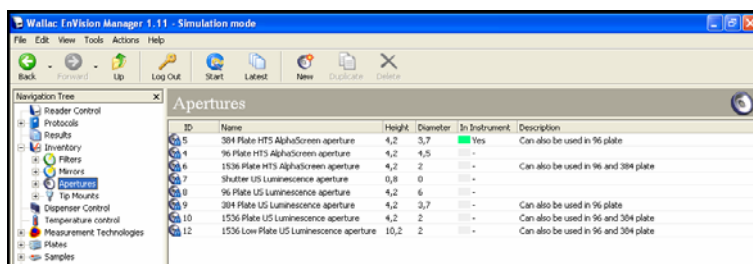 Wallac EnVision Manager 1.11 - Simulation mode
File Edit View Tools Actions Help
Back Forward Up Log Out Start Latest New Duplicate Delete
Navigation Tree
Reader Control
Protocols
Results
Inventory
Filters
Mirrors
Apertures
Tip Mounts
Dispenser Control
Temperature control
Measurement Technologies
Plates
Samples
Apertures
ID Name Height Diameter In Instrument Description
5 384 Plate HTS AlphaScreen aperture 4,2 3,7 Yes Can also be used in 96 plate
4 96 Plate HTS AlphaScreen aperture 4,2 4,5 -
6 1536 Plate HTS AlphaScreen aperture 4,2 2 - Can also be used in 96 and 384 plate
7 Shutter US Luminescence aperture 0,8 0 -
8 96 Plate US Luminescence aperture 4,2 6 -
9 384 Plate US Luminescence aperture 4,2 3,7 - Can also be used in 96 plate
10 1536 Plate US Luminescence aperture 4,2 2 - Can also be used in 96 and 384 plate
12 1536 Low Plate US Luminescence aperture 10,2 2 - Can also be used in 96 and 384 plate